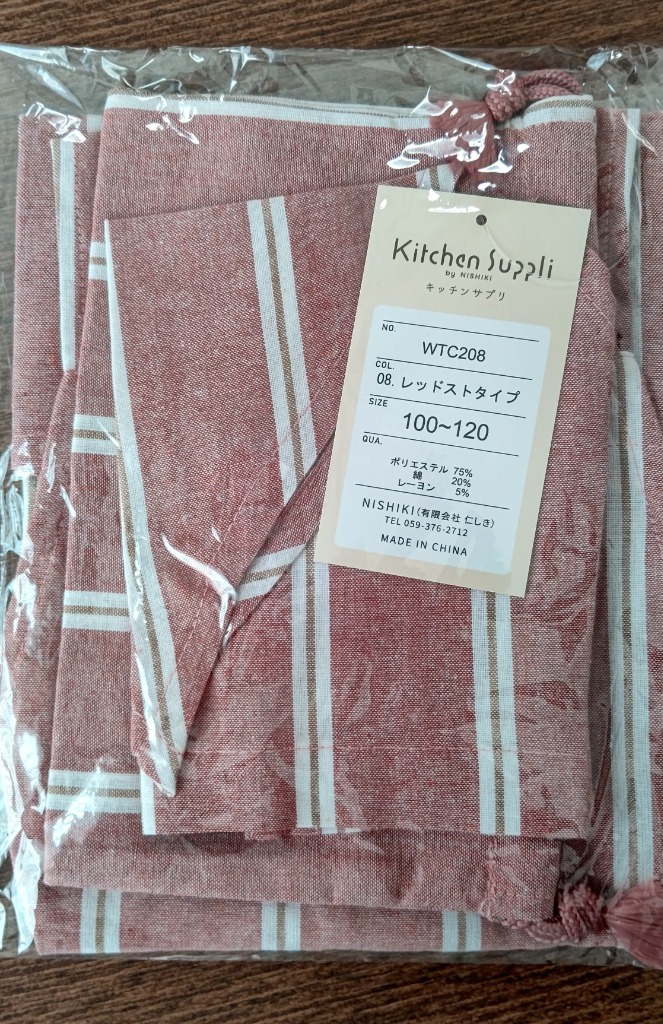 Kitchen Suppli
by NISHIKI
キッチンサプリ
NO.
WTC208
COL.
08. レッドストタイプ
SIZE
100~120
QUA.
ポリエステル 75%
綿 20%
レーヨン 5%
NISHIKI(有限会社 仁しき)
TEL 059-376-2712
MADE IN CHINA